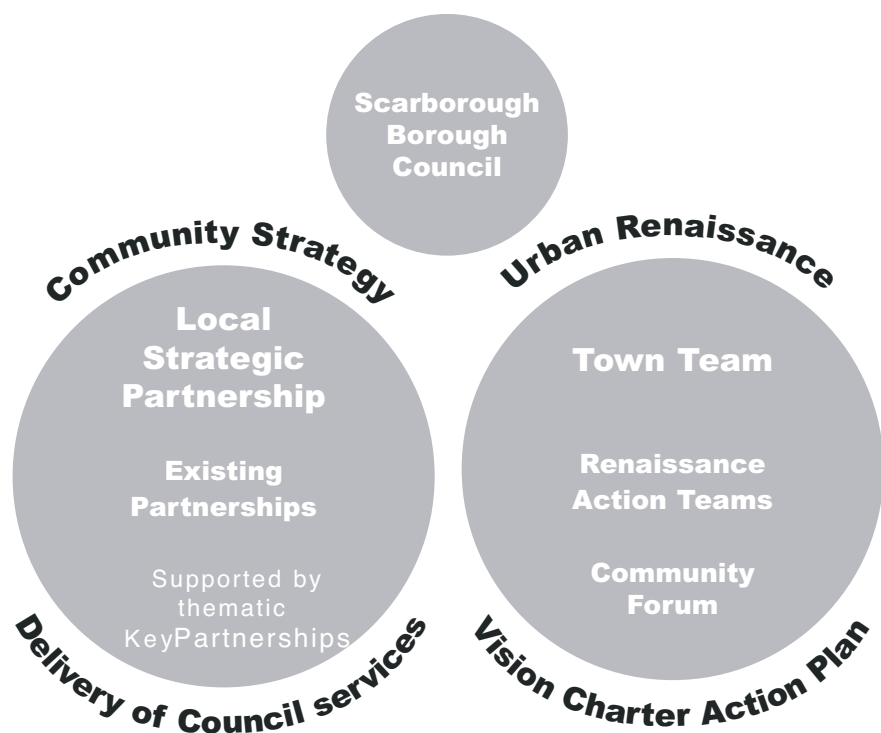 Scarborough
Borough
Council
Community Strategy
Local
Strategic
Partnership
Existing
Partnerships
Supported by
thematic
KeyPartnerships
Delivery of Council services
Urban Renaissance
Town Team
Renaissance
Action Teams
Community
Forum
Vision Charter Action Plan